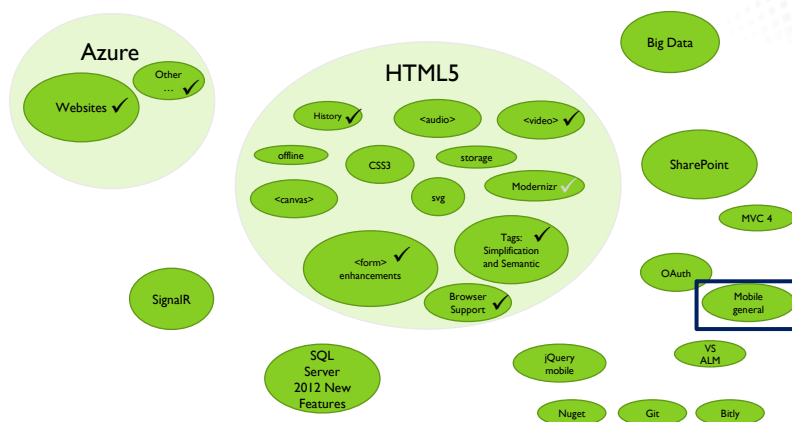 Azure
Websites
Other
…
HTML5
History
<audio>
<video>
offline
CSS3
storage
<canvas>
svg
Modernizr
<form>
enhancements
Tags:
Simplification
and Semantic
Browser
Support
Big Data
SharePoint
MVC 4
OAuth
Mobile
general
SignalR
SQL
Server
2012 New
Features
jQuery
mobile
VS
ALM
Nuget
Git
Bitly